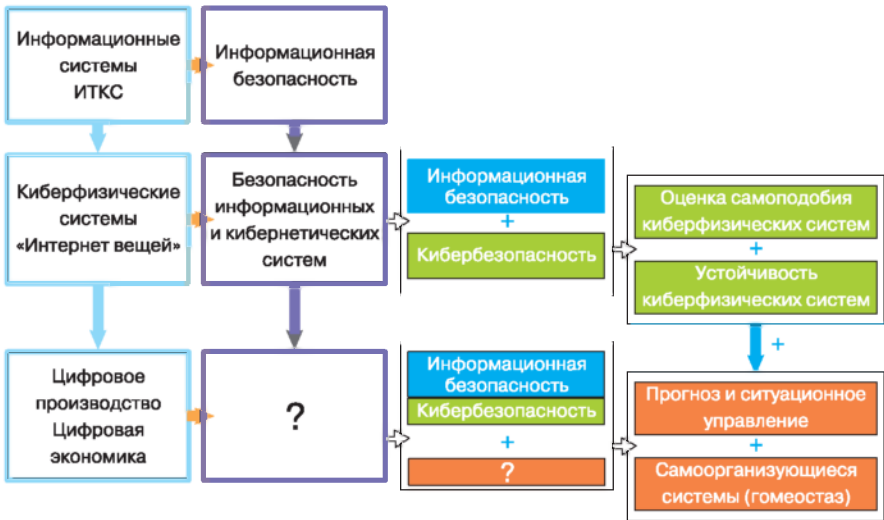 Информационные
системы
ИТКС
Информационная
безопасность
Киберфизические
системы
«Интернет вещей»
Безопасность
информационных
и кибернетических
систем
Информационная
безопасность
+
Кибербезопасность
Оценка самоподобия
киберфизических систем
+
Устойчивость
киберфизических систем
+
Цифровое
производство
Цифровая
экономика
?
Информационная
безопасность
Кибербезопасность
+
?
Прогноз и ситуационное
управление
+
Самоорганизующиеся
системы (гомеостаз)